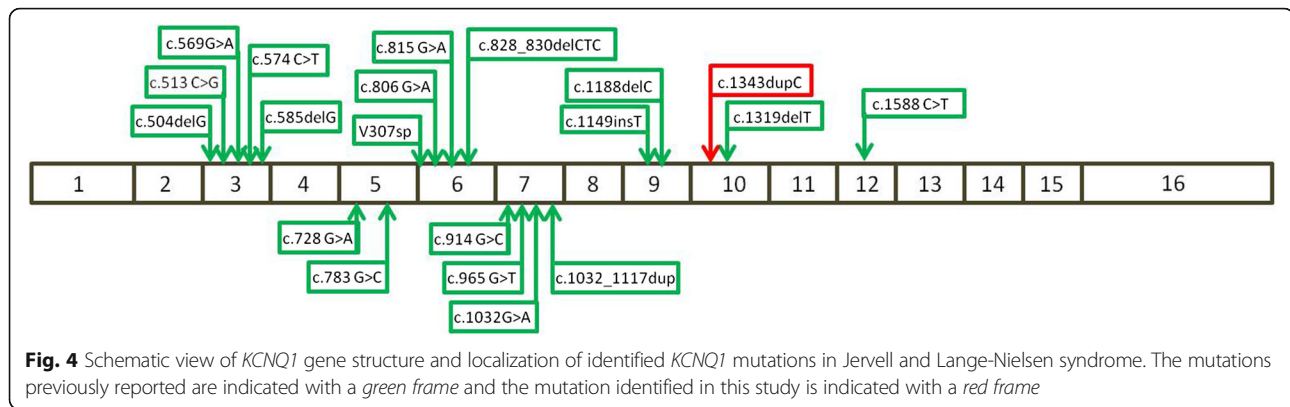 c.569G>A
c.815 G>A
c.828_830delCTC
c.574 C>T
c.513 C>G
c.806 G>A
c.1188delC
c.1343dupC
c.1588 C>T
c.504delG
c.585delG
V307sp
c.1149insT
c.1319delT
1 2 3 4 5 6 7 8 9 10 11 12 13 14 15 16
c.728 G>A
c.914 G>C
c.783 G>C
c.965 G>T
c.1032_1117dup
c.1032G>A
Fig. 4 Schematic view of KCNQ1 gene structure and localization of identified KCNQ1 mutations in Jervell and Lange-Nielsen syndrome. The mutations
previously reported are indicated with a green frame and the mutation identified in this study is indicated with a red frame